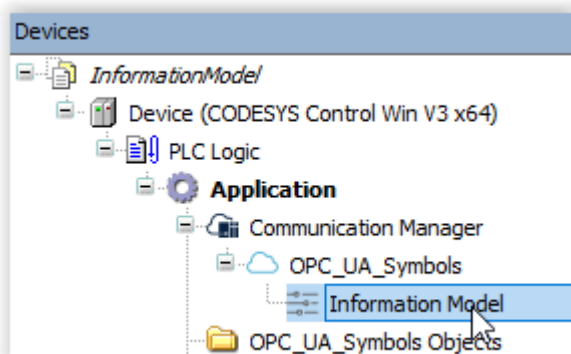 Devices
InformationModel
Device (CODESYS Control Win V3 x64)
PLC Logic
Application
Communication Manager
OPC_UA_Symbols
Information Model
OPC_UA_Symbols Objects